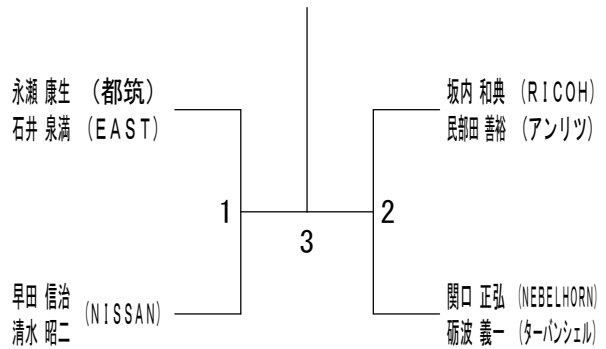 永瀬 康生 (都筑)
石井 泉満 (EAST)
坂内 和典 (RICOH)
民部田 善裕 (アンリツ)
1
2
3
早田 信治
清水 昭二
(NISSAN)
関口 正弘 (NEBELHORN)
砺波 義一 (ターバンシェル)